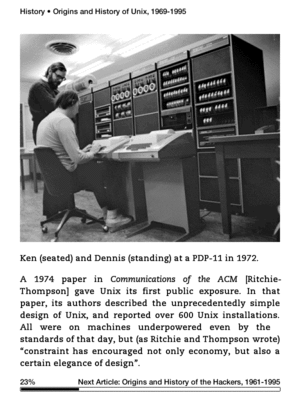 History • Origins and History of Unix, 1969-1995
Ken (seated) and Dennis (standing) at a PDP-11 in 1972.
A 1974 paper in Communications of the ACM [Ritchie-
Thompson] gave Unix its first public exposure. In that
paper, its authors described the unprecedentedly simple
design of Unix, and reported over 600 Unix installations.
All were on machines underpowered even by the
standards of that day, but (as Ritchie and Thompson wrote)
“constraint has encouraged not only economy, but also a
certain elegance of design”.
23% Next Article: Origins and History of the Hackers, 1961-1995